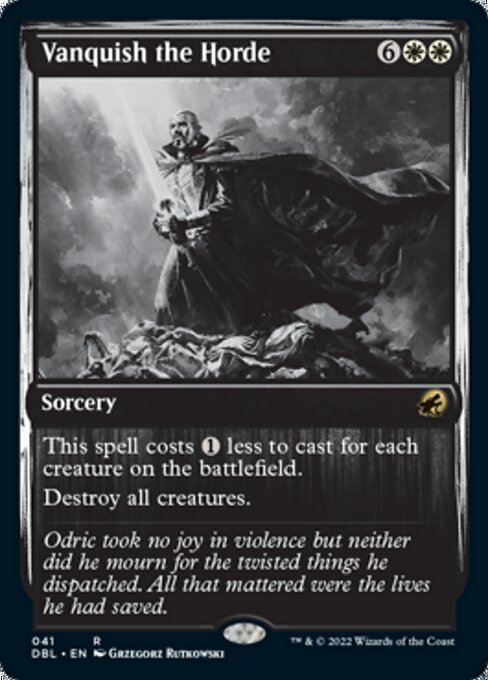 Vanquish the Horde 6
Sorcery
This spell costs 1 less to cast for each
creature on the battlefield.
Destroy all creatures.
Odric took no joy in violence but neither
did he mourn for the twisted things he
dispatched. All that mattered were the lives
he had saved.
041 R
DBL • EN Grzegorz Rutkowski
™ & © 2022 Wizards of the Coast